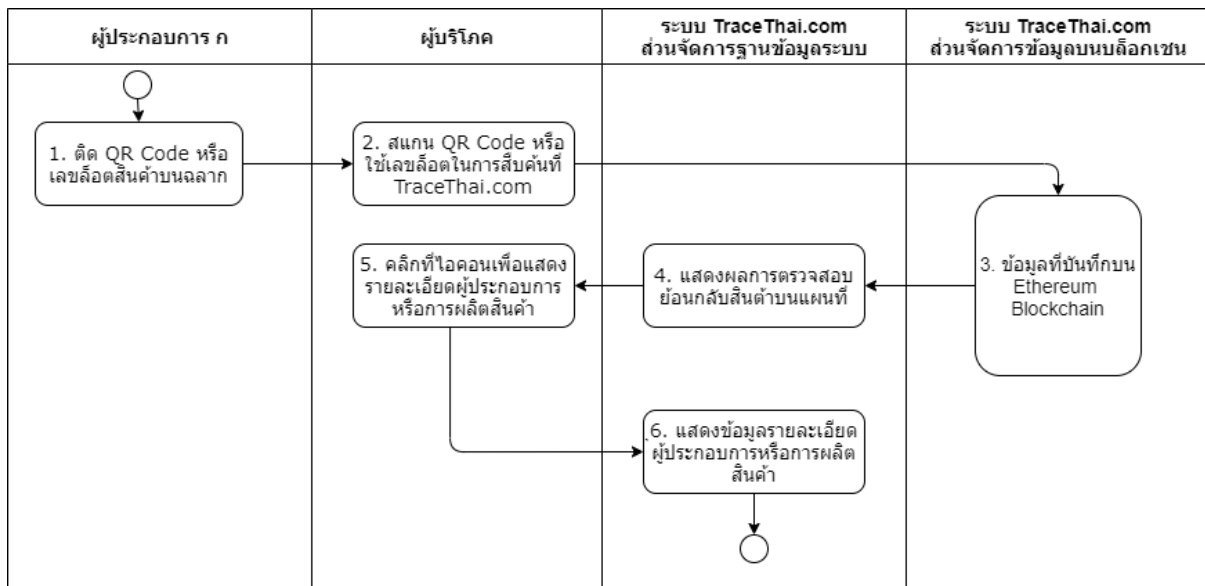 ผู้ประกอบการ ก
ผู้บริโภค
ระบบ TraceThai.com
ส่วนจัดการฐานข้อมูลระบบ
ระบบ TraceThai.com
ส่วนจัดการข้อมูลบนบล็อกเชน
1. ติด QR Code หรือ
เลขล็อตสินค้าบนฉลาก
2. สแกน QR Code หรือ
ใช้เลขล็อตในการสืบค้นที่
TraceThai.com
3. ข้อมูลที่บันทึกบน
Ethereum
Blockchain
4. แสดงผลการตรวจสอบ
ย้อนกลับสินค้าบนแผนที่
5. คลิกที่ไอคอนเพื่อแสดง
รายละเอียดผู้ประกอบการ
หรือการผลิตสินค้า
6. แสดงข้อมูลรายละเอียด
ผู้ประกอบการหรือการผลิต
สินค้า